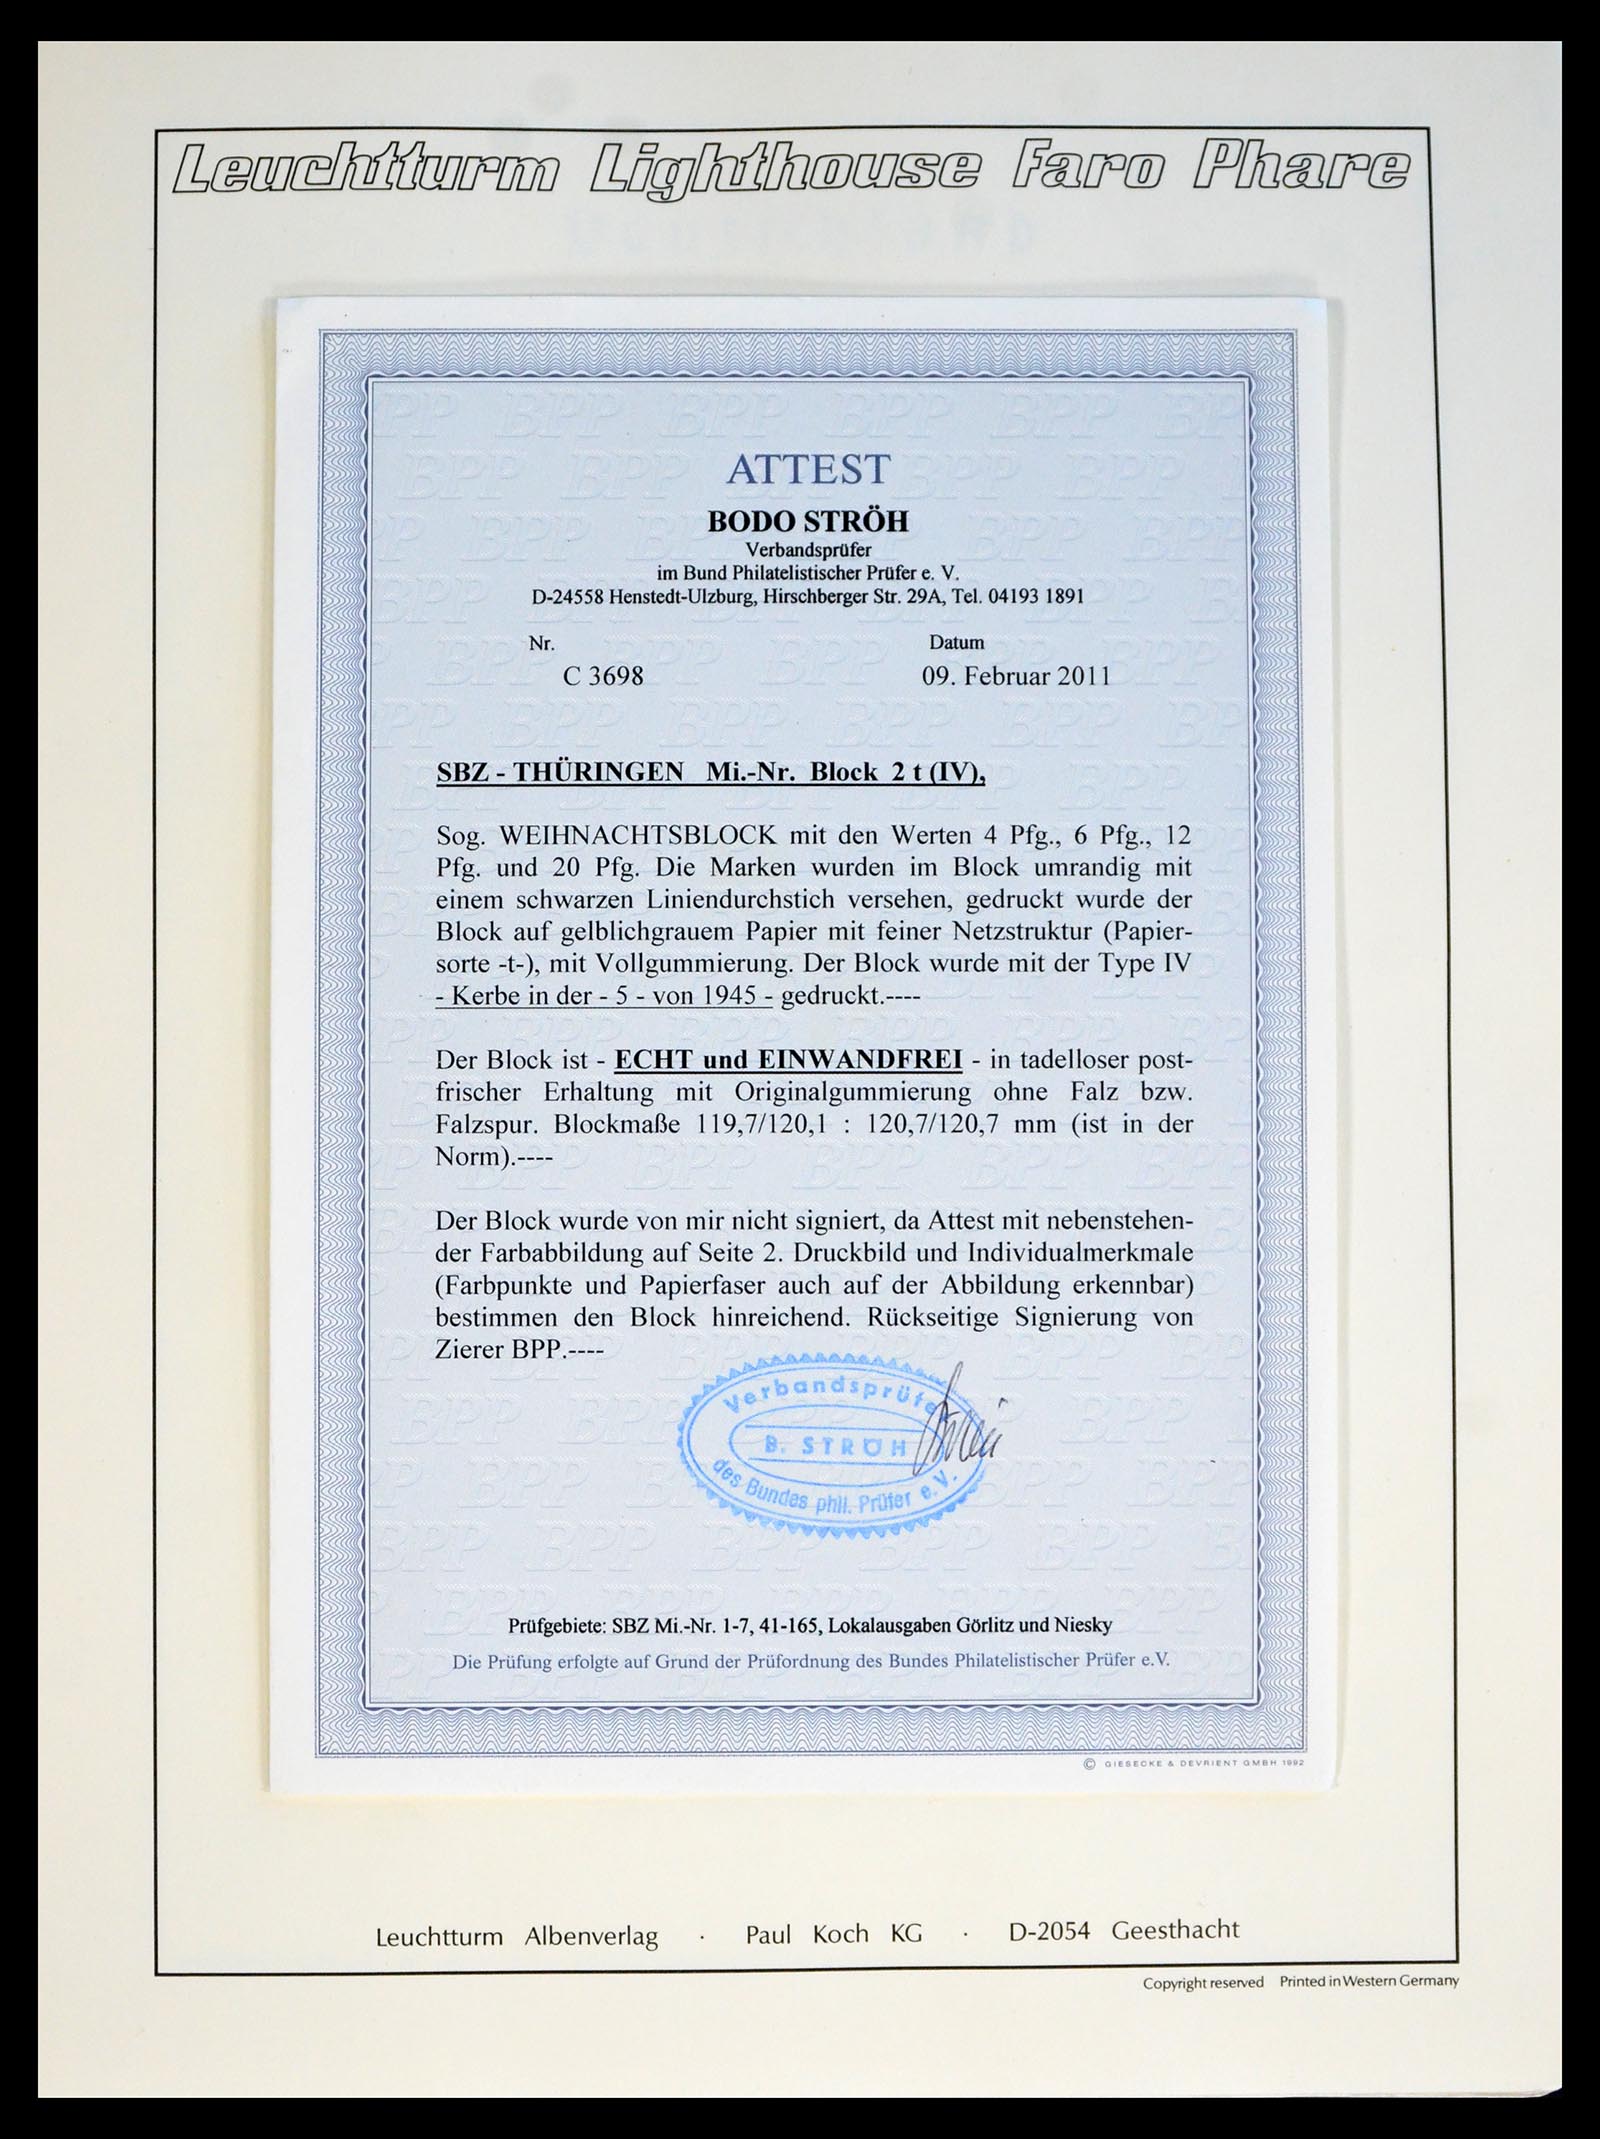 Leuchtturm Lighthouse Faro Phare
ATTEST
BODO STRÖH
Verbandsprüfer
im Bund Philatelistischer Prüfer e. V.
D-24558 Henstedt-Ulzburg, Hirschberger Str. 29A, Tel. 04193 1891
Nr. Datum
C 3698 09. Februar 2011
SBZ - THÜRINGEN Mi.-Nr. Block 2 t (IV),
Sog. WEIHNACHTSBLOCK mit den Werten 4 Pfg., 6 Pfg., 12
Pfg. und 20 Pfg. Die Marken wurden im Block umrandig mit
einem schwarzen Liniendurchstich versehen, gedruckt wurde der
Block auf gelblichgrauem Papier mit feiner Netzstruktur (Papier-
sorte -t-), mit Vollgummierung. Der Block wurde mit der Type IV
- Kerbe in der - 5 - von 1945 - gedruckt.----
Der Block ist - ECHT und EINWANDFREI - in tadelloser post-
frischer Erhaltung mit Originalgummierung ohne Falz bzw.
Falzspur. Blockmaße 119,7/120,1 : 120,7/120,7 mm (ist in der
Norm).----
Der Block wurde von mir nicht signiert, da Attest mit nebenstehen-
der Farbabbildung auf Seite 2. Druckbild und Individualmerkmale
(Farbpunkte und Papierfaser auch auf der Abbildung erkennbar)
bestimmen den Block hinreichend. Rückseitige Signierung von
Zierer BPP.----
Verbandsprüfer
B. STRÖH
des Bundes phil. Prüfer e.V.
Prüfgebiete: SBZ Mi.-Nr. 1-7, 41-165, Lokalausgaben Görlitz und Niesky
Die Prüfung erfolgte auf Grund der Prüfordnung des Bundes Philatelistischer Prüfer e.V.
© GIESECKE & DEVRIENT GMBH 1992
Leuchtturm Albenverlag · Paul Koch KG · D-2054 Geesthacht
Copyright reserved Printed in Western Germany